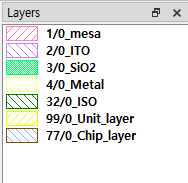 Layers
1/0_mesa
2/0_ITO
3/0_SiO2
4/0_Metal
32/0_ISO
99/0_Unit_layer
77/0_Chip_layer